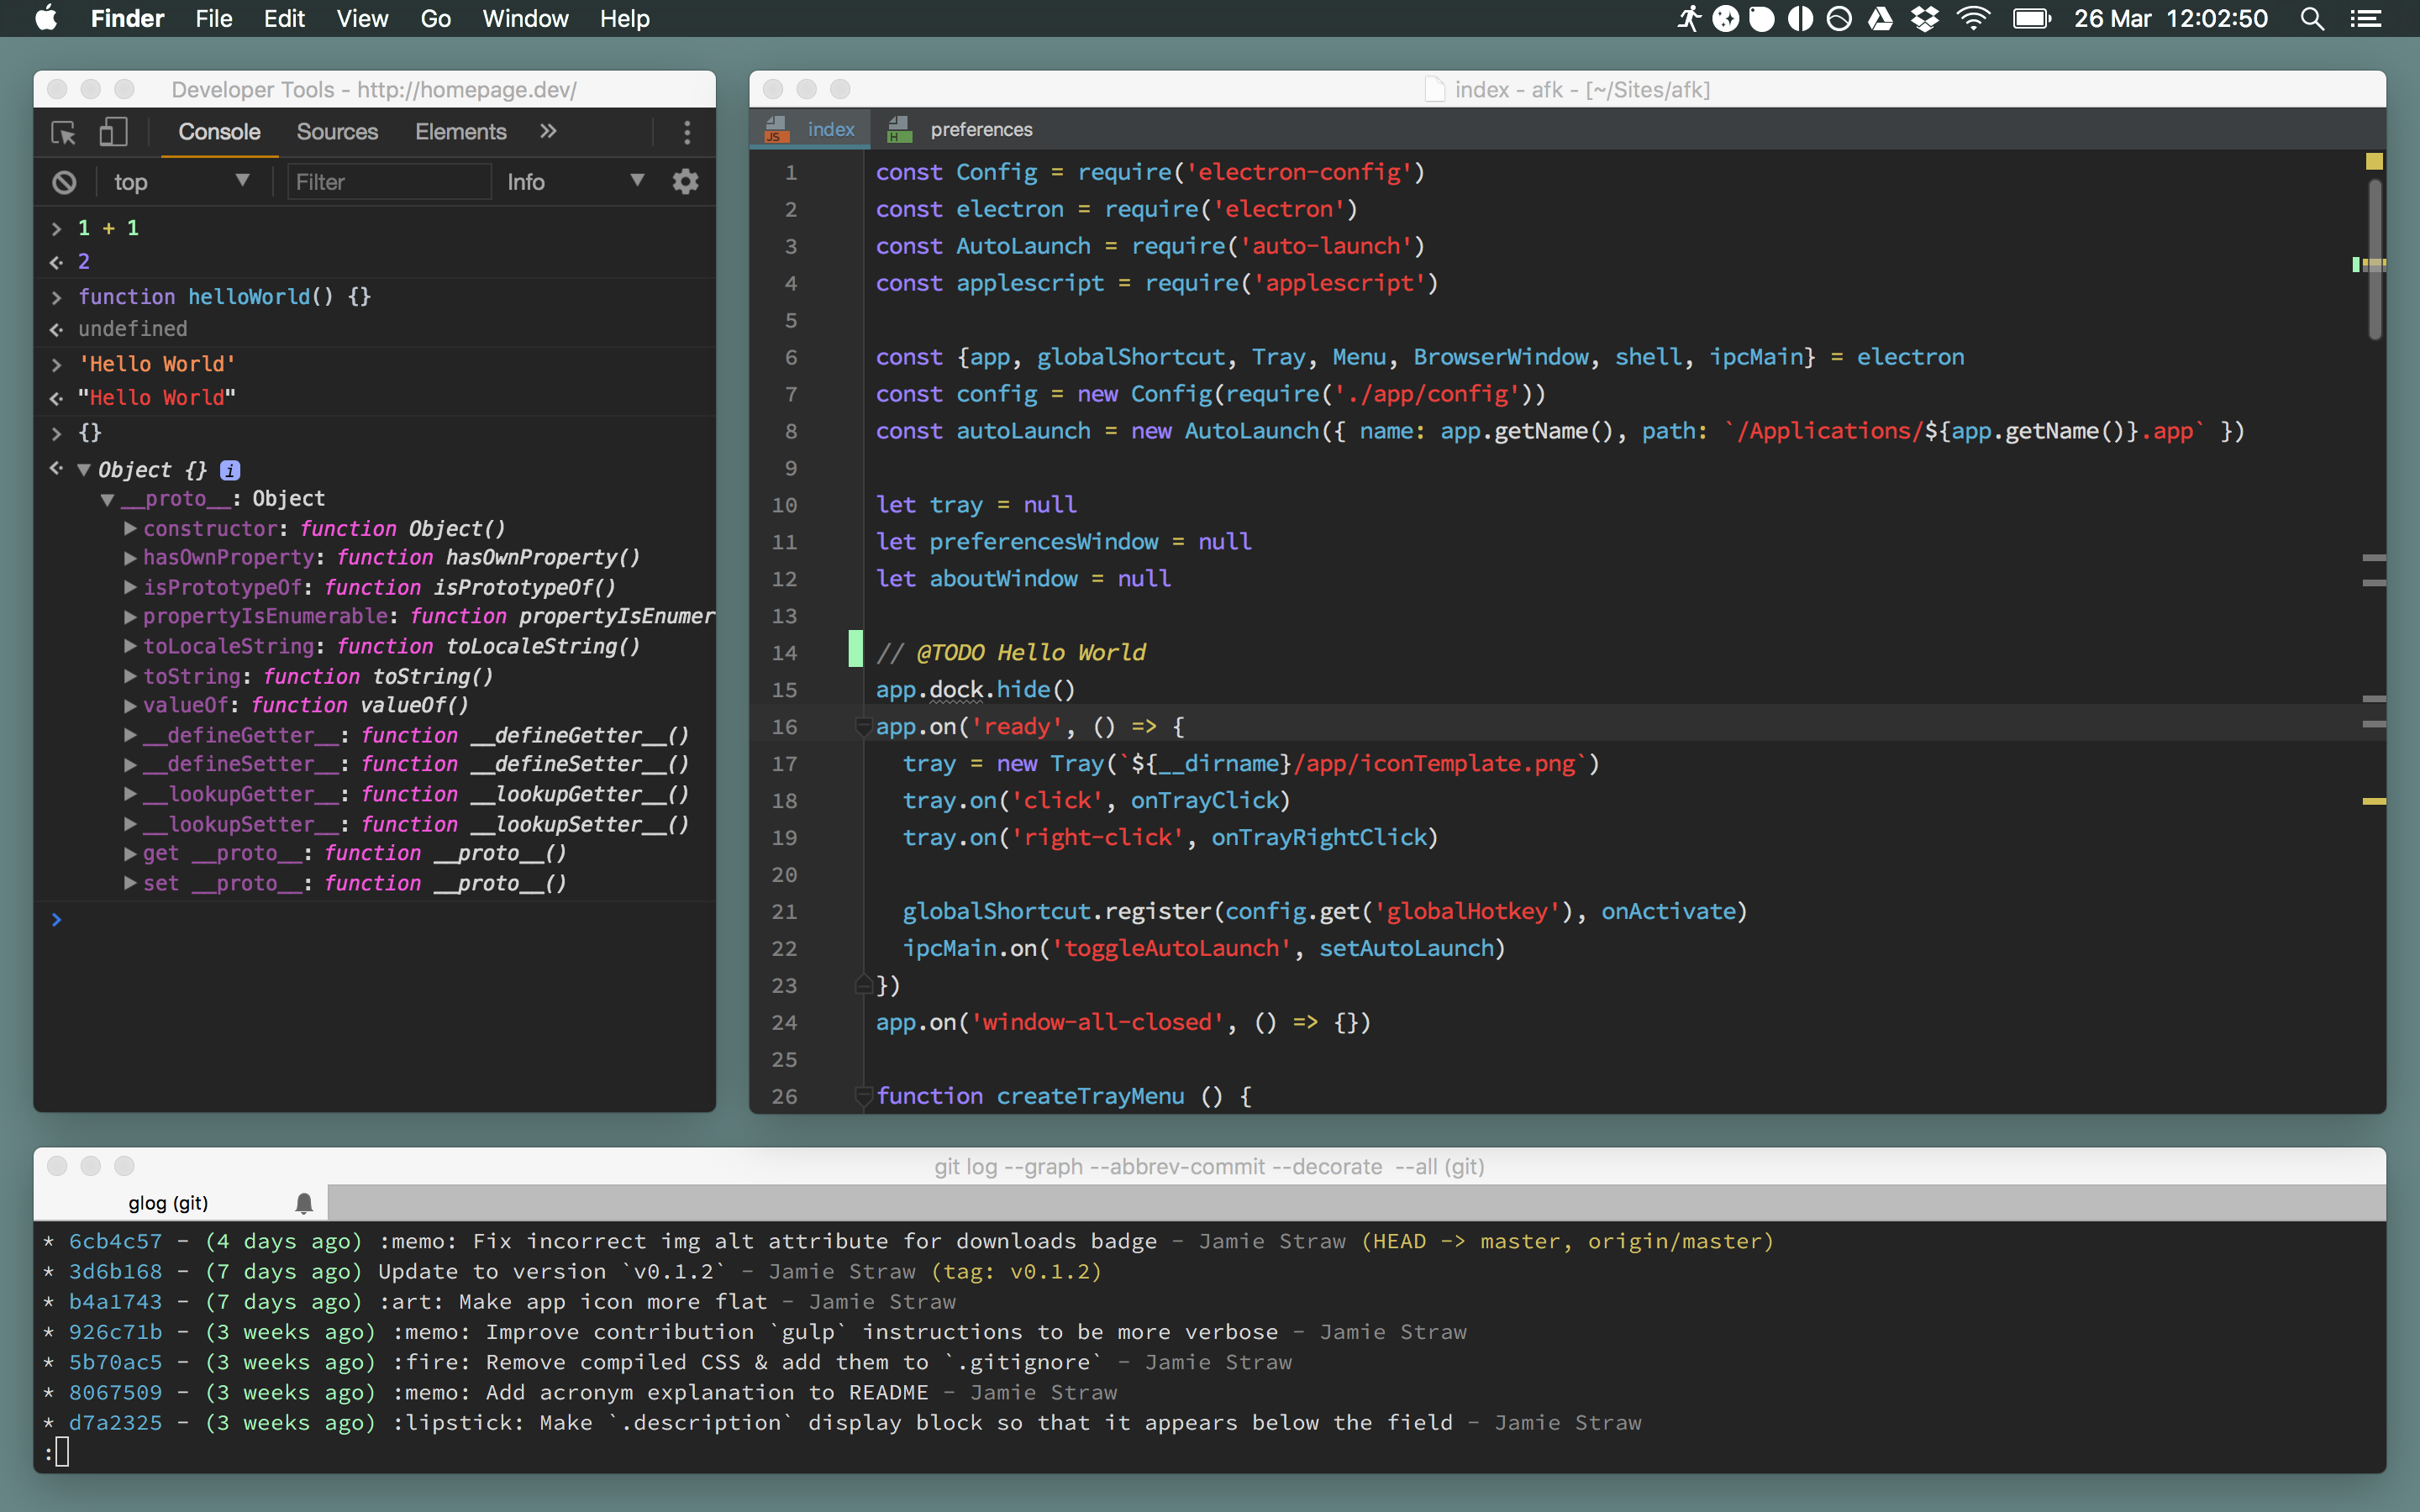 Finder File Edit View Go Window Help 26 Mar 12:02:50
Developer Tools - http://homepage.dev/
Console Sources Elements »
top Filter Info
> 1 + 1
2
> function helloWorld() {}
undefined
> 'Hello World'
"Hello World"
> {}
Object {} i
__proto__: Object
constructor: function Object()
hasOwnProperty: function hasOwnProperty()
isPrototypeOf: function isPrototypeOf()
propertyIsEnumerable: function propertyIsEnumer
toLocaleString: function toLocaleString()
toString: function toString()
valueOf: function valueOf()
__defineGetter__: function __defineGetter__()
__defineSetter__: function __defineSetter__()
__lookupGetter__: function __lookupGetter__()
__lookupSetter__: function __lookupSetter__()
get __proto__: function __proto__()
set __proto__: function __proto__()
>
index - afk - [~/Sites/afk]
JS index H preferences
1 const Config = require('electron-config')
2 const electron = require('electron')
3 const AutoLaunch = require('auto-launch')
4 const applescript = require('applescript')
5
6 const {app, globalShortcut, Tray, Menu, BrowserWindow, shell, ipcMain} = electron
7 const config = new Config(require('./app/config'))
8 const autoLaunch = new AutoLaunch({ name: app.getName(), path: `/Applications/${app.getName()}.app` })
9
10 let tray = null
11 let preferencesWindow = null
12 let aboutWindow = null
13
14 // @TODO Hello World
15 app.dock.hide()
16 app.on('ready', () => {
17 tray = new Tray(`${__dirname}/app/iconTemplate.png`)
18 tray.on('click', onTrayClick)
19 tray.on('right-click', onTrayRightClick)
20
21 globalShortcut.register(config.get('globalHotkey'), onActivate)
22 ipcMain.on('toggleAutoLaunch', setAutoLaunch)
23 })
24 app.on('window-all-closed', () => {})
25
26 function createTrayMenu () {
git log --graph --abbrev-commit --decorate --all (git)
glog (git)
* 6cb4c57 - (4 days ago) :memo: Fix incorrect img alt attribute for downloads badge - Jamie Straw (HEAD -> master, origin/master)
* 3d6b168 - (7 days ago) Update to version `v0.1.2` - Jamie Straw (tag: v0.1.2)
* b4a1743 - (7 days ago) :art: Make app icon more flat - Jamie Straw
* 926c71b - (3 weeks ago) :memo: Improve contribution `gulp` instructions to be more verbose - Jamie Straw
* 5b70ac5 - (3 weeks ago) :fire: Remove compiled CSS & add them to `.gitignore` - Jamie Straw
* 8067509 - (3 weeks ago) :memo: Add acronym explanation to README - Jamie Straw
* d7a2325 - (3 weeks ago) :lipstick: Make `.description` display block so that it appears below the field - Jamie Straw
: